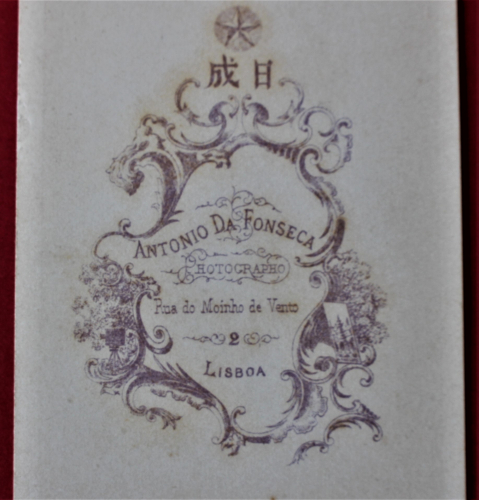 成日
ANTONIO DA FONSECA
PHOTOGRAPHO
Rua do Moinho de Vento
2
LISBOA